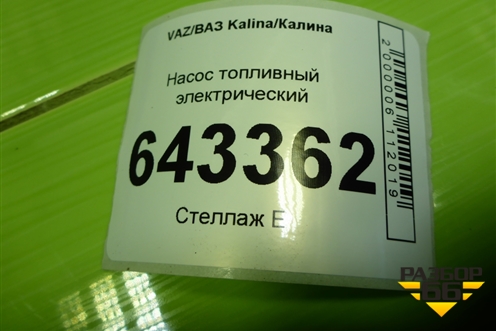 VAZ/ВАЗ Kalina/Калина
Насос топливный
электрический
643362
Стеллаж Е
2000006112019
РАЗБОР
66